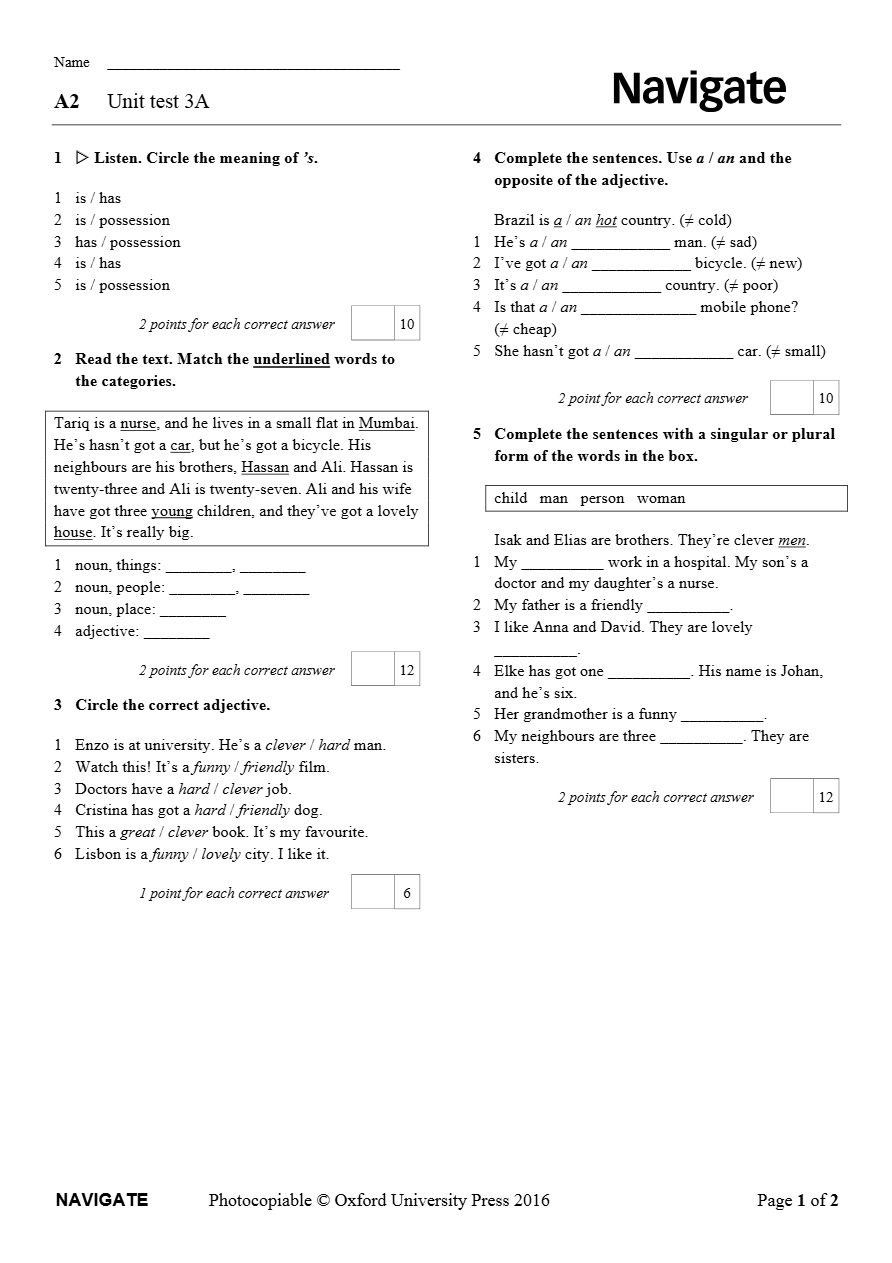 Name ___________________________________
Navigate
A2 Unit test 3A
1 ▷ Listen. Circle the meaning of ’s.
1 is / has
2 is / possession
3 has / possession
4 is / has
5 is / possession
2 points for each correct answer 10
2 Read the text. Match the underlined words to
the categories.
Tariq is a nurse, and he lives in a small flat in Mumbai.
He’s hasn’t got a car, but he’s got a bicycle. His
neighbours are his brothers, Hassan and Ali. Hassan is
twenty-three and Ali is twenty-seven. Ali and his wife
have got three young children, and they’ve got a lovely
house. It’s really big.
1 noun, things: ________, ________
2 noun, people: ________, ________
3 noun, place: ________
4 adjective: ________
2 points for each correct answer 12
3 Circle the correct adjective.
1 Enzo is at university. He’s a clever / hard man.
2 Watch this! It’s a funny / friendly film.
3 Doctors have a hard / clever job.
4 Cristina has got a hard / friendly dog.
5 This a great / clever book. It’s my favourite.
6 Lisbon is a funny / lovely city. I like it.
1 point for each correct answer 6
4 Complete the sentences. Use a / an and the
opposite of the adjective.
Brazil is a / an hot country. (≠ cold)
1 He’s a / an ____________ man. (≠ sad)
2 I’ve got a / an ____________ bicycle. (≠ new)
3 It’s a / an ____________ country. (≠ poor)
4 Is that a / an ______________ mobile phone?
(≠ cheap)
5 She hasn’t got a / an ____________ car. (≠ small)
2 point for each correct answer 10
5 Complete the sentences with a singular or plural
form of the words in the box.
child man person woman
Isak and Elias are brothers. They’re clever men.
1 My __________ work in a hospital. My son’s a
doctor and my daughter’s a nurse.
2 My father is a friendly __________.
3 I like Anna and David. They are lovely
__________.
4 Elke has got one __________. His name is Johan,
and he’s six.
5 Her grandmother is a funny __________.
6 My neighbours are three __________. They are
sisters.
2 points for each correct answer 12
NAVIGATE Photocopiable © Oxford University Press 2016 Page 1 of 2